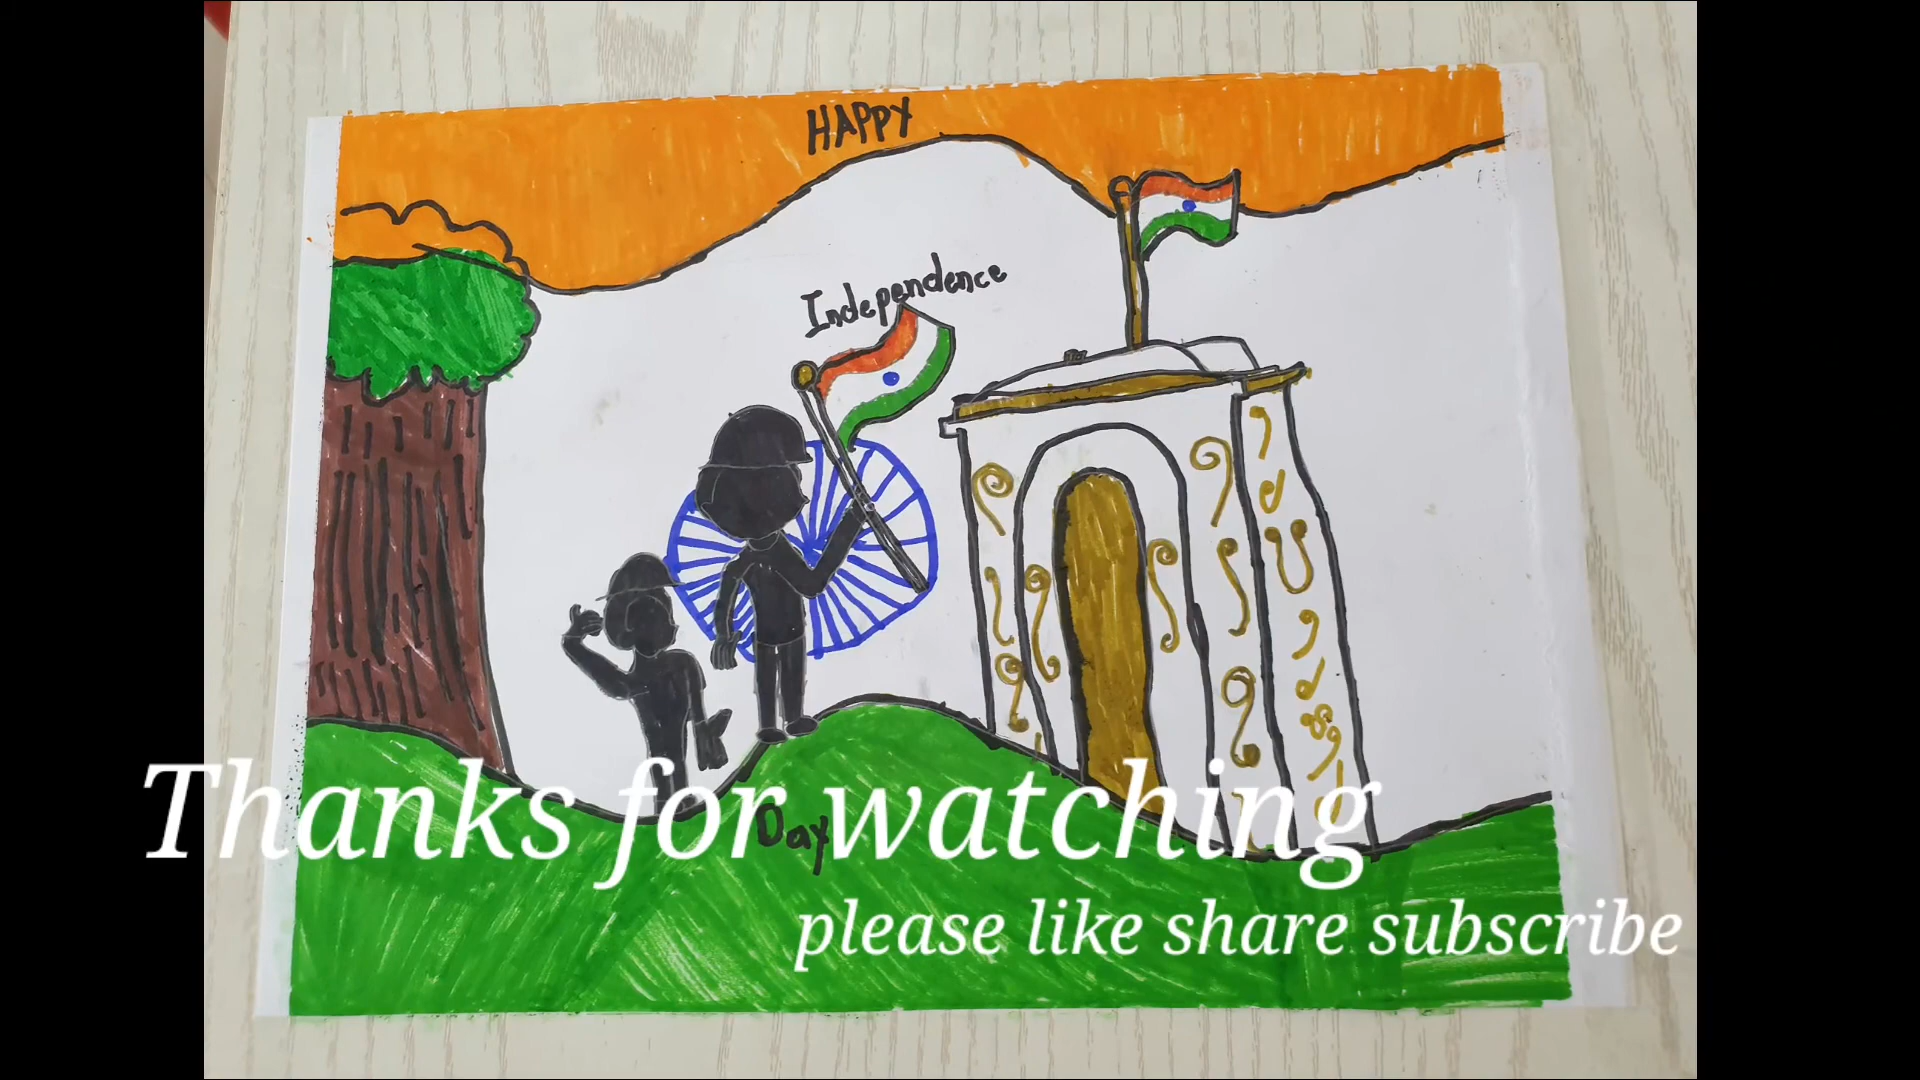 HAPPY
Independence
Day
Thanks for watching
please like share subscribe